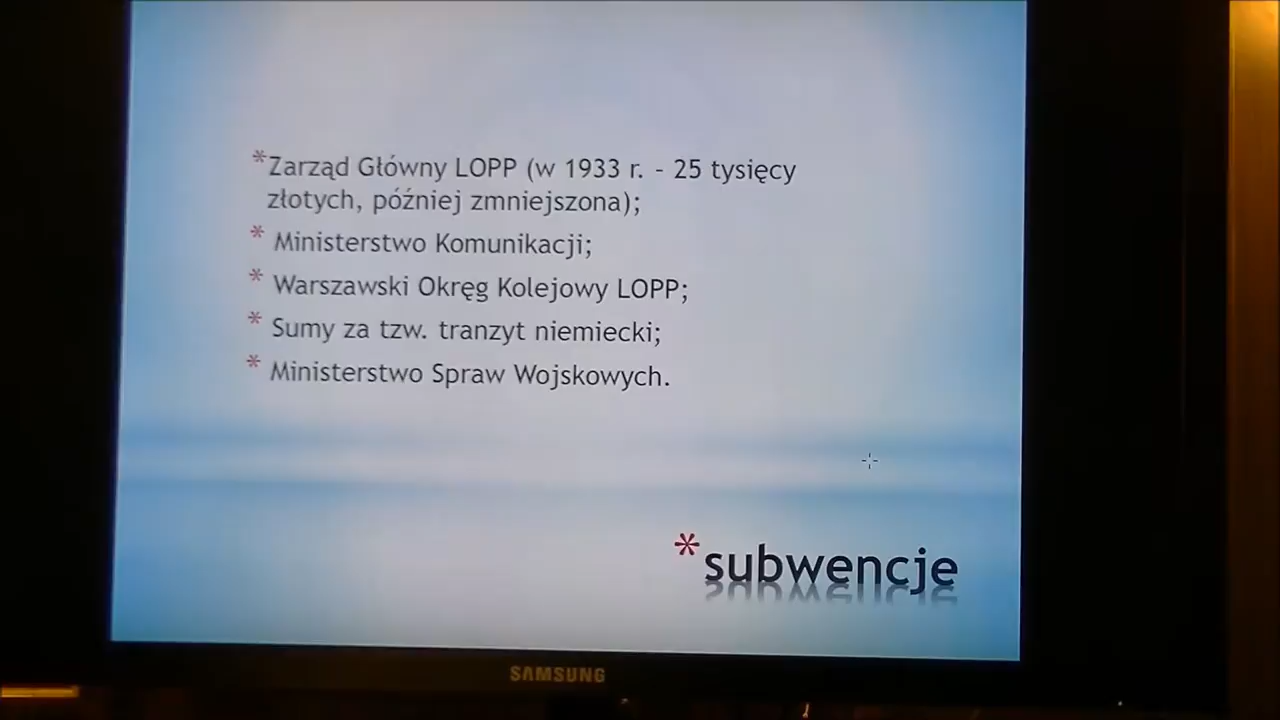 *Zarząd Główny LOPP (w 1933 r. - 25 tysięcy
złotych, później zmniejszona);
* Ministerstwo Komunikacji;
* Warszawski Okręg Kolejowy LOPP;
* Sumy za tzw. tranzyt niemiecki;
* Ministerstwo Spraw Wojskowych.
*subwencje
SAMSUNG